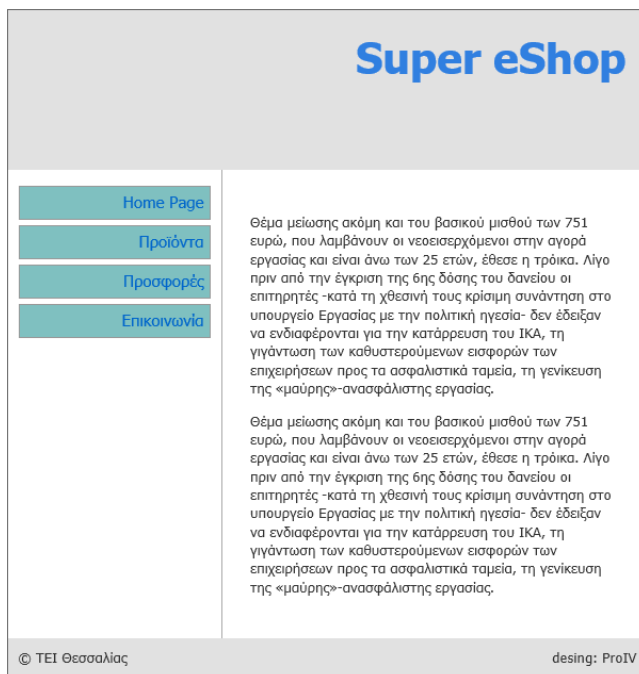 Super eShop
Home Page
Προϊόντα
Προσφορές
Επικοινωνία
Θέμα μείωσης ακόμη και του βασικού μισθού των 751
ευρώ, που λαμβάνουν οι νεοεισερχόμενοι στην αγορά
εργασίας και είναι άνω των 25 ετών, έθεσε η τρόικα. Λίγο
πριν από την έγκριση της 6ης δόσης του δανείου οι
επιτηρητές -κατά τη χθεσινή τους κρίσιμη συνάντηση στο
υπουργείο Εργασίας με την πολιτική ηγεσία- δεν έδειξαν
να ενδιαφέρονται για την κατάρρευση του ΙΚΑ, τη
γιγάντωση των καθυστερούμενων εισφορών των
επιχειρήσεων προς τα ασφαλιστικά ταμεία, τη γενίκευση
της «μαύρης»-ανασφάλιστης εργασίας.
Θέμα μείωσης ακόμη και του βασικού μισθού των 751
ευρώ, που λαμβάνουν οι νεοεισερχόμενοι στην αγορά
εργασίας και είναι άνω των 25 ετών, έθεσε η τρόικα. Λίγο
πριν από την έγκριση της 6ης δόσης του δανείου οι
επιτηρητές -κατά τη χθεσινή τους κρίσιμη συνάντηση στο
υπουργείο Εργασίας με την πολιτική ηγεσία- δεν έδειξαν
να ενδιαφέρονται για την κατάρρευση του ΙΚΑ, τη
γιγάντωση των καθυστερούμενων εισφορών των
επιχειρήσεων προς τα ασφαλιστικά ταμεία, τη γενίκευση
της «μαύρης»-ανασφάλιστης εργασίας.
© ΤΕΙ Θεσσαλίας
desing: ProIV